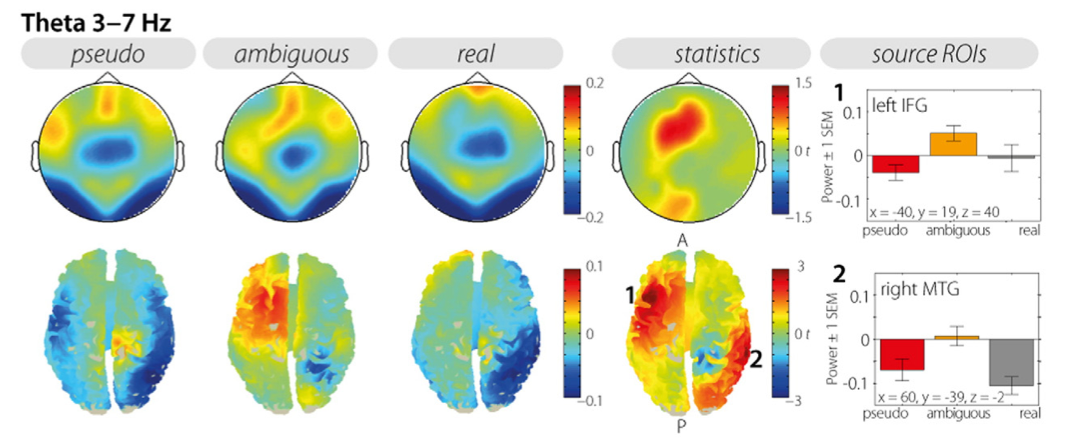 Theta 3–7 Hz
pseudo
ambiguous
real
statistics
source ROIs
0.2
0
−0.2
1.5
0 t
−1.5
1
left IFG
Power ± 1 SEM
0.1
0
-0.1
x = -40, y = 19, z = 40
pseudo ambiguous real
A
0.1
0
−0.1
1
2
P
3
0 t
−3
2
right MTG
Power ± 1 SEM
0.1
0
-0.1
x = 60, y = -39, z = -2
pseudo ambiguous real